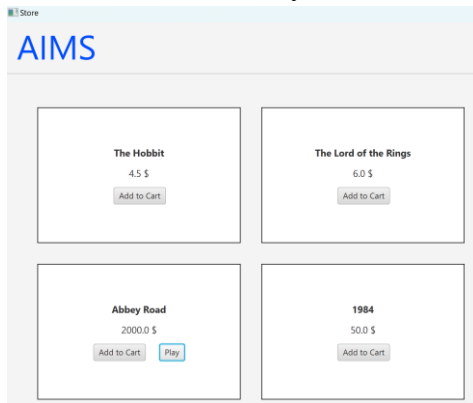 Store
AIMS
The Hobbit
4.5 $
Add to Cart
The Lord of the Rings
6.0 $
Add to Cart
Abbey Road
2000.0 $
Add to Cart Play
1984
50.0 $
Add to Cart